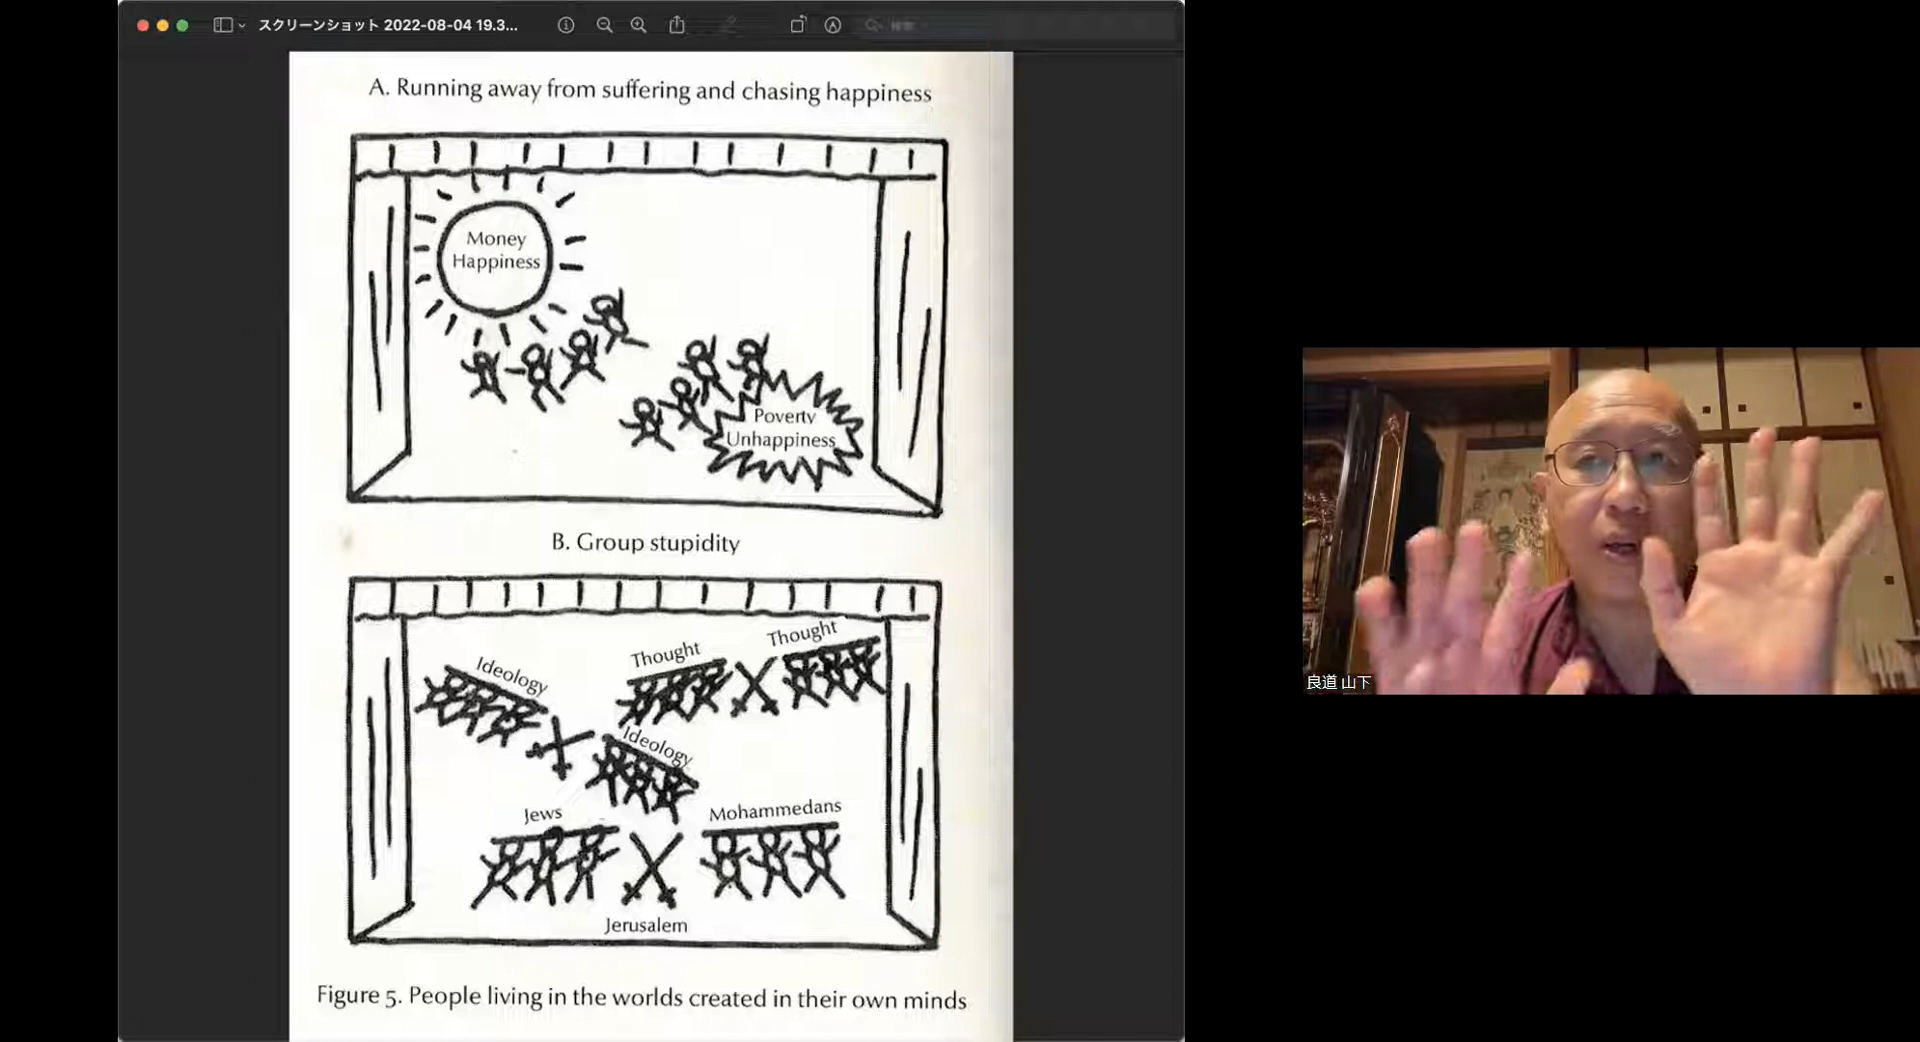 スクリーンショット 2022-08-04 19.3...
検索
A. Running away from suffering and chasing happiness
Money
Happiness
Poverty
Unhappiness
B. Group stupidity
Ideology
Thought
Thought
Ideology
Jews
Mohammedans
Jerusalem
Figure 5. People living in the worlds created in their own minds
良道 山下